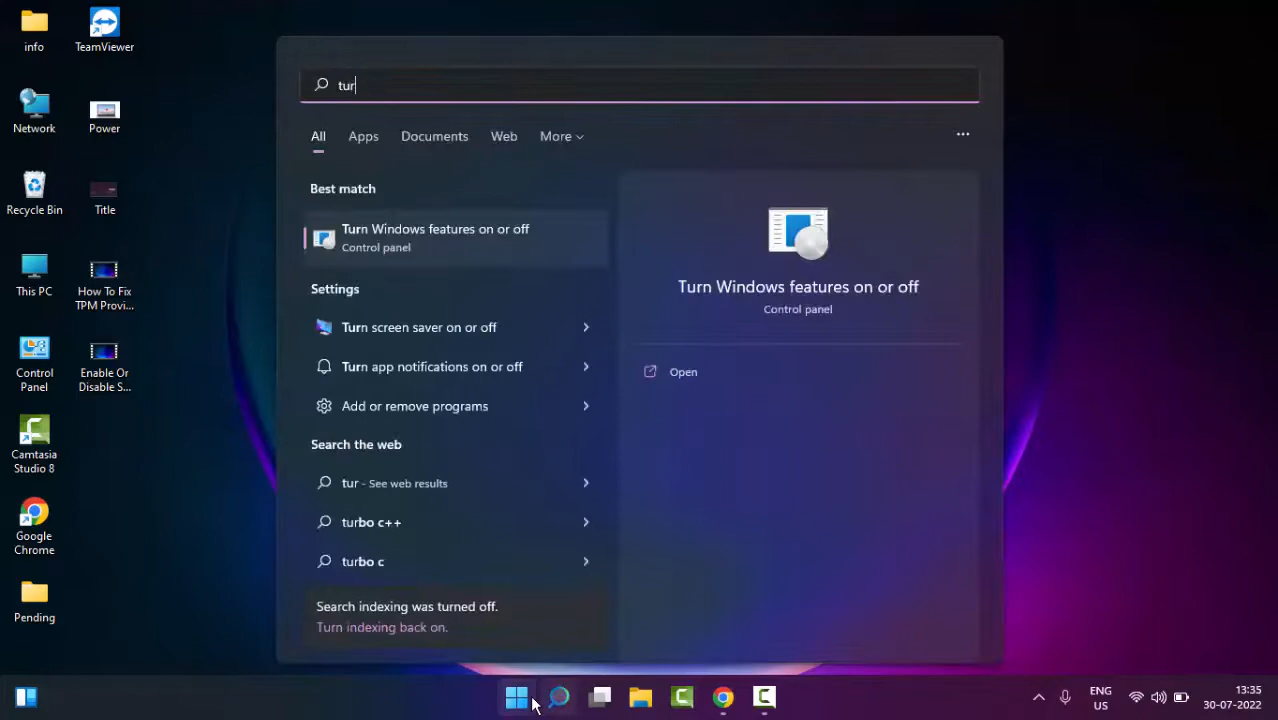 info
TeamViewer
Network
Power
Recycle Bin
Title
This PC
How To Fix
TPM Provi...
Control
Panel
Enable Or
Disable S...
Camtasia
Studio 8
Google
Chrome
Pending
tur
All
Apps
Documents
Web
More
Best match
Turn Windows features on or off
Control panel
Settings
Turn screen saver on or off
Turn app notifications on or off
Add or remove programs
Search the web
tur - See web results
turbo c++
turbo c
Search indexing was turned off.
Turn indexing back on.
Turn Windows features on or off
Control panel
Open
ENG
US
13:35
30-07-2022